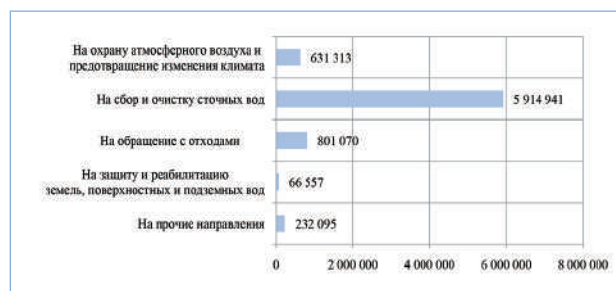 На охрану атмосферного воздуха и
предотвращение изменения климата
631 313
На сбор и очистку сточных вод
5 914 941
На обращение с отходами
801 070
На защиту и реабилитацию
земель, поверхностных и подземных вод
66 557
На прочие направления
232 095
0 2 000 000 4 000 000 6 000 000 8 000 000